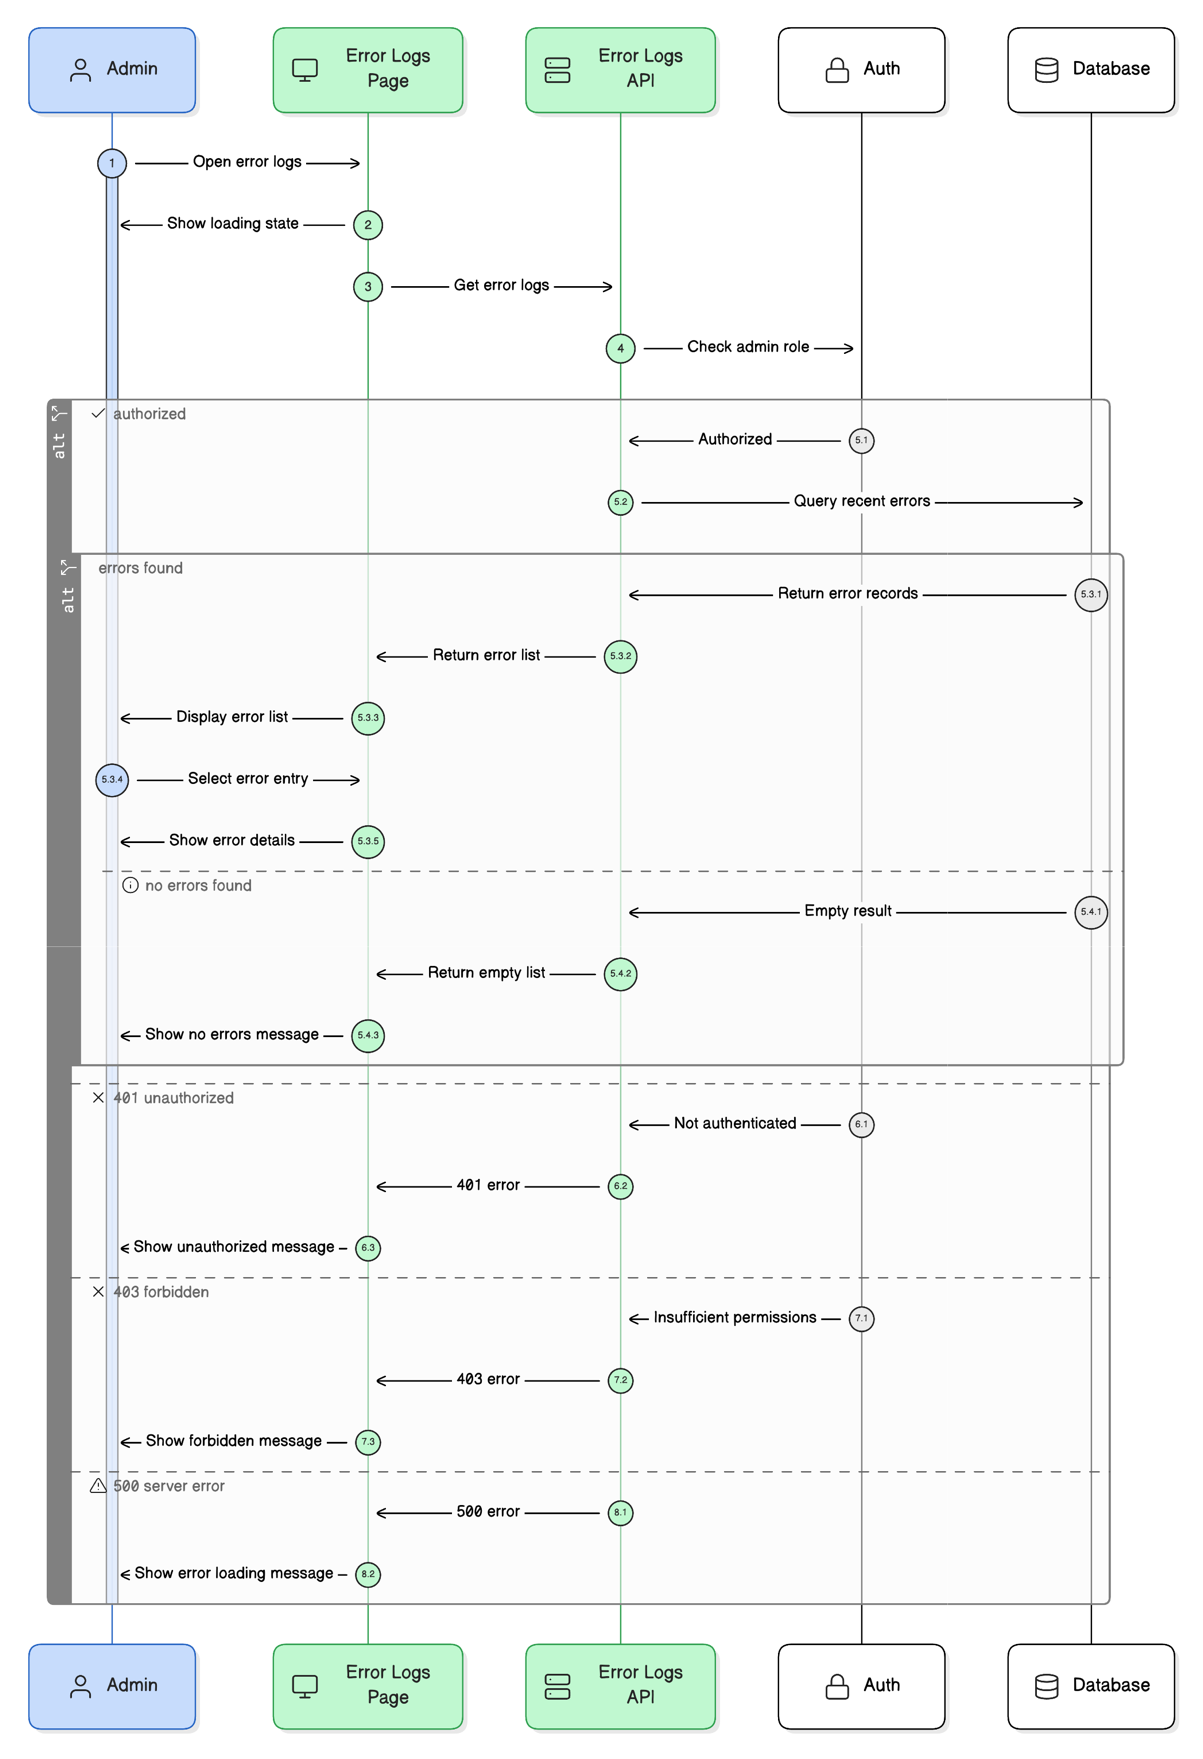 Admin
Error Logs
Page
Error Logs
API
Auth
Database
1
Open error logs
Show loading state
2
3
Get error logs
4
Check admin role
alt
authorized
Authorized
5.1
5.2
Query recent errors
alt
errors found
Return error records
5.3.1
Return error list
5.3.2
Display error list
5.3.3
5.3.4
Select error entry
Show error details
5.3.5
no errors found
Empty result
5.4.1
Return empty list
5.4.2
Show no errors message
5.4.3
401 unauthorized
Not authenticated
6.1
401 error
6.2
Show unauthorized message
6.3
403 forbidden
Insufficient permissions
7.1
403 error
7.2
Show forbidden message
7.3
500 server error
500 error
8.1
Show error loading message
8.2
Admin
Error Logs
Page
Error Logs
API
Auth
Database